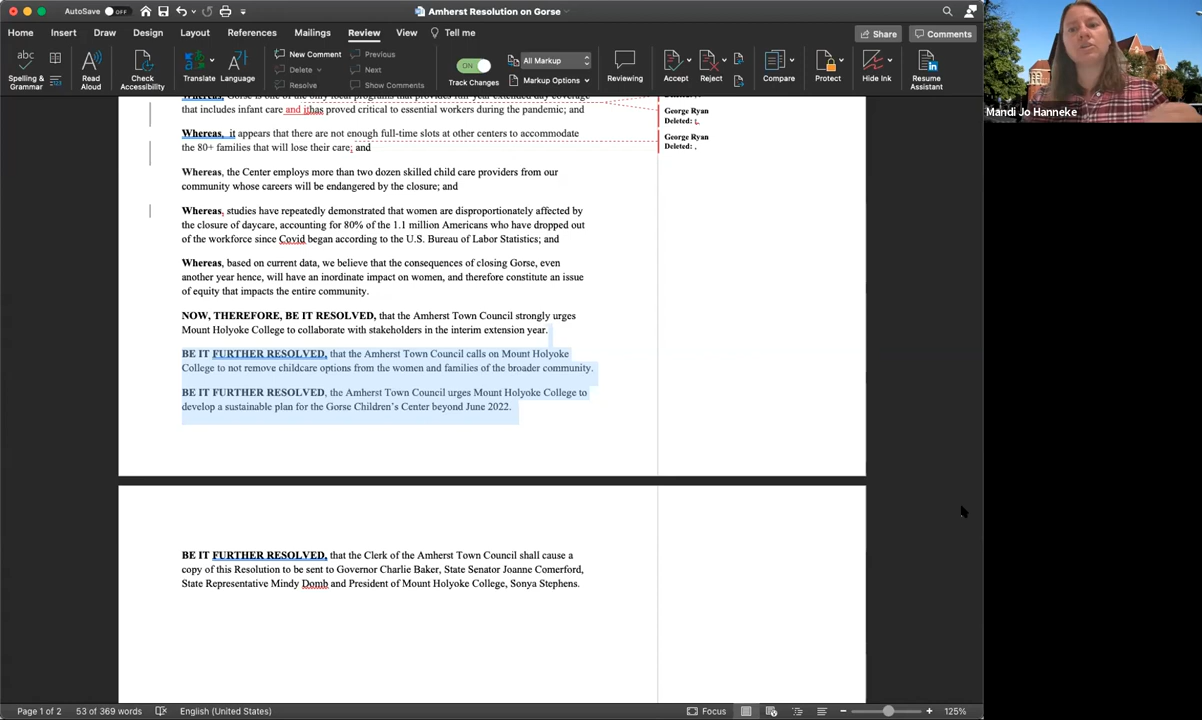 AutoSave OFF
Amherst Resolution on Gorse
Home Insert Draw Design Layout References Mailings Review View Tell me
Share Comments
abc
Spelling & Grammar
Read Aloud
Check Accessibility
Translate
Language
New Comment
Delete
Resolve
Previous
Next
Show Comments
ON
Track Changes
All Markup
Markup Options
Reviewing
Accept
Reject
Compare
Protect
Hide Ink
Resume Assistant
Mandi Jo Hanneke
that includes infant care and ithas proved critical to essential workers during the pandemic; and
Whereas, it appears that there are not enough full-time slots at other centers to accommodate
the 80+ families that will lose their care; and
Whereas, the Center employs more than two dozen skilled child care providers from our
community whose careers will be endangered by the closure; and
Whereas, studies have repeatedly demonstrated that women are disproportionately affected by
the closure of daycare, accounting for 80% of the 1.1 million Americans who have dropped out
of the workforce since Covid began according to the U.S. Bureau of Labor Statistics; and
Whereas, based on current data, we believe that the consequences of closing Gorse, even
another year hence, will have an inordinate impact on women, and therefore constitute an issue
of equity that impacts the entire community.
NOW, THEREFORE, BE IT RESOLVED, that the Amherst Town Council strongly urges
Mount Holyoke College to collaborate with stakeholders in the interim extension year.
BE IT FURTHER RESOLVED, that the Amherst Town Council calls on Mount Holyoke
College to not remove childcare options from the women and families of the broader community.
BE IT FURTHER RESOLVED, the Amherst Town Council urges Mount Holyoke College to
develop a sustainable plan for the Gorse Children's Center beyond June 2022.
George Ryan
Deleted: t,
George Ryan
Deleted: .
BE IT FURTHER RESOLVED, that the Clerk of the Amherst Town Council shall cause a
copy of this Resolution to be sent to Governor Charlie Baker, State Senator Joanne Comerford,
State Representative Mindy Domb and President of Mount Holyoke College, Sonya Stephens.
Page 1 of 2 53 of 369 words English (United States) Focus 125%